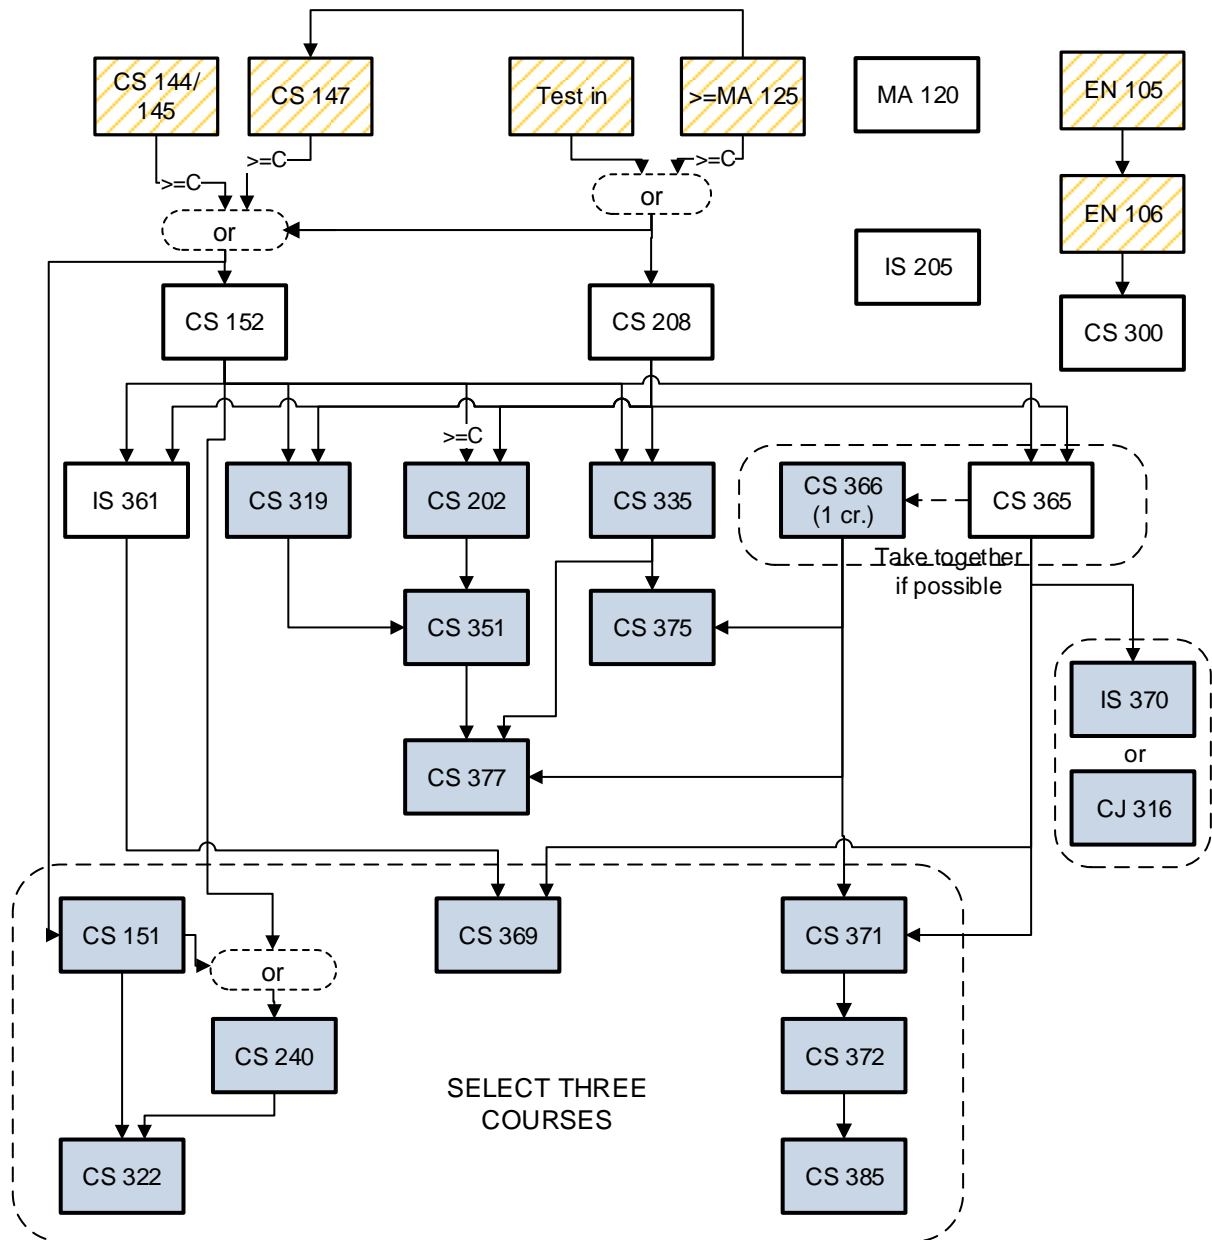 CS 144/
145
CS 147
Test in
>=MA 125
MA 120
EN 105
>=C
>=C
>=C
EN 106
or
or
IS 205
CS 152
CS 208
CS 300
>=C
IS 361
CS 319
CS 202
CS 335
CS 366
(1 cr.)
CS 365
Take together
if possible
CS 351
CS 375
IS 370
or
CS 377
CJ 316
CS 151
CS 369
CS 371
or
CS 240
CS 372
SELECT THREE
COURSES
CS 322
CS 385